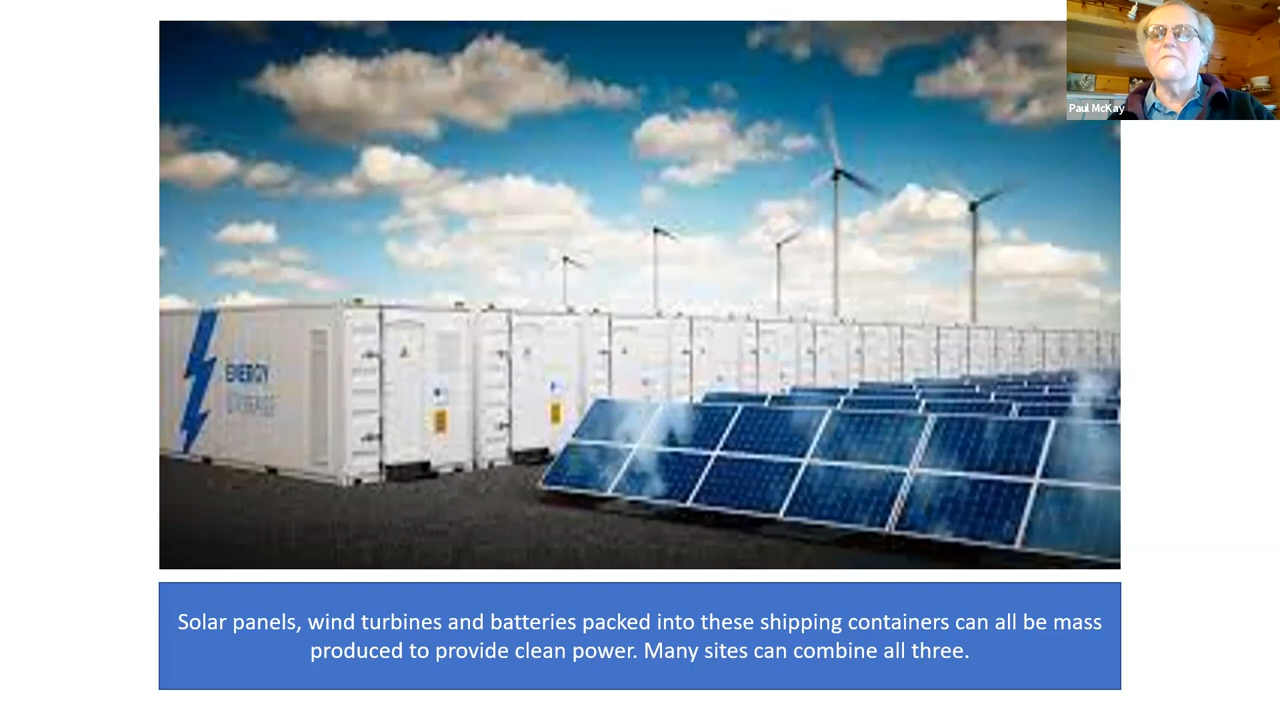 Paul McKay
ENERGY
STORAGE
Solar panels, wind turbines and batteries packed into these shipping containers can all be mass
produced to provide clean power. Many sites can combine all three.